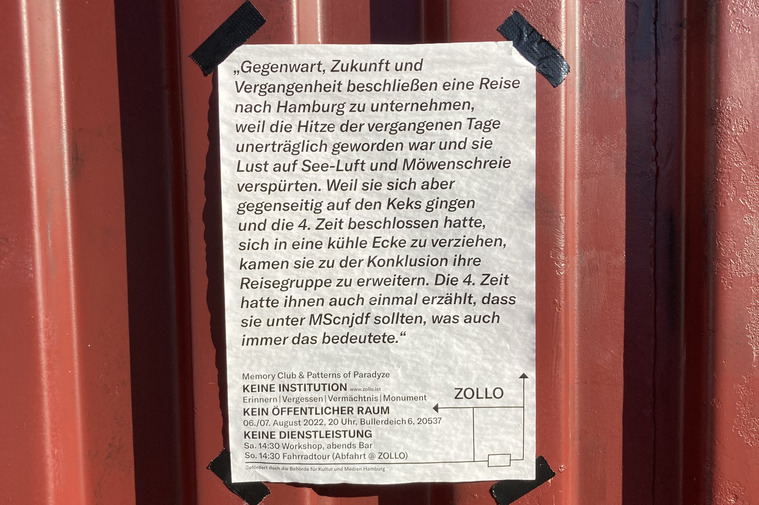 „Gegenwart, Zukunft und
Vergangenheit beschließen eine Reise
nach Hamburg zu unternehmen,
weil die Hitze der vergangenen Tage
unerträglich geworden war und sie
Lust auf See-Luft und Möwenschreie
verspürten. Weil sie sich aber
gegenseitig auf den Keks gingen
und die 4. Zeit beschlossen hatte,
sich in eine kühle Ecke zu verziehen,
kamen sie zu der Konklusion ihre
Reisegruppe zu erweitern. Die 4. Zeit
hatte ihnen auch einmal erzählt, dass
sie unter MScnjdf sollten, was auch
immer das bedeutete.“
Memory Club & Patterns of Paradyze
KEINE INSTITUTION www.zollo.ist
Erinnern | Vergessen | Vermächtnis | Monument
KEIN ÖFFENTLICHER RAUM
06./07. August 2022, 20 Uhr, Bullerdeich 6, 20537
KEINE DIENSTLEISTUNG
Sa. 14:30 Workshop, abends Bar
So. 14:30 Fahrradtour (Abfahrt @ ZOLLO)
Gefördert durch die Behörde für Kultur und Medien Hamburg
ZOLLO